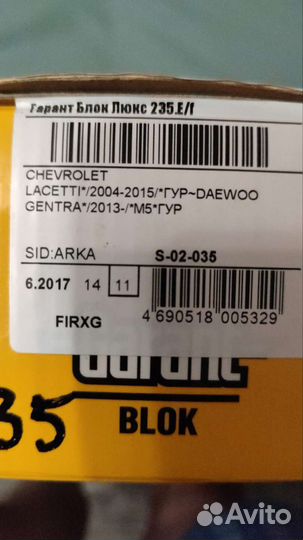 Гарант Блок Люкс 235.E/f
CHEVROLET
LACETTI*/2004-2015/*ГУР~DAEWOO
GENTRA*/2013-/*M5*ГУР
SID:ARKA S-02-035
6.2017 14 11
FIRXG
4 690518 005329
Garant
BLOK
35
Avito